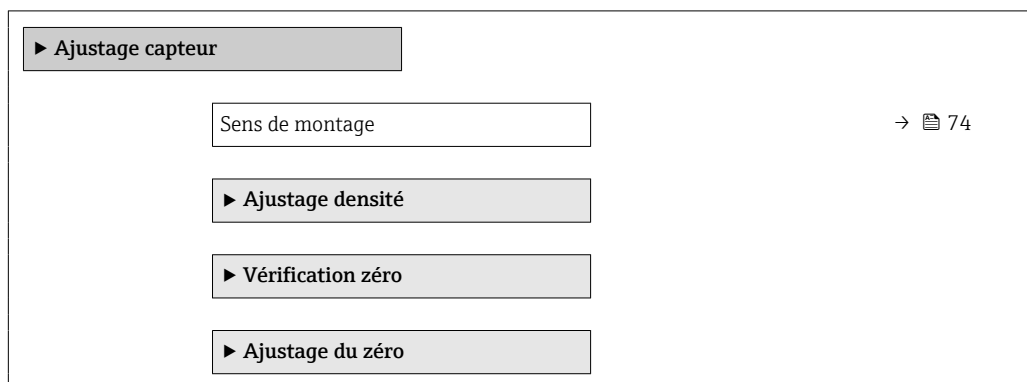 ▶ Ajustage capteur
Sens de montage → 74
▶ Ajustage densité
▶ Vérification zéro
▶ Ajustage du zéro